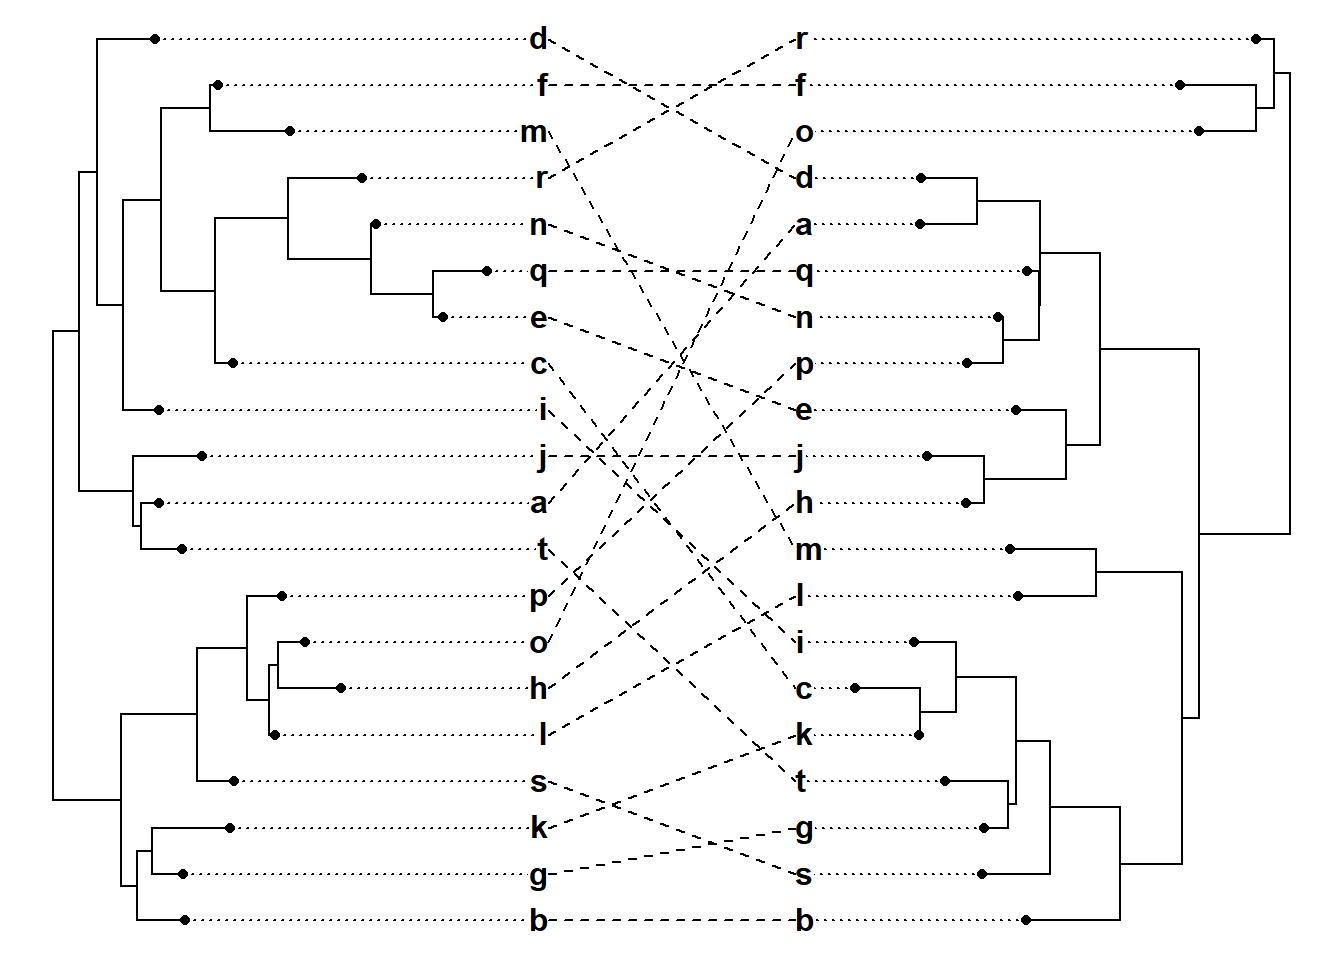 d r
f f
m o
r d
n a
q q
e n
c p
i e
j j
a h
t m
p l
o i
h c
l k
s t
k g
g s
b b